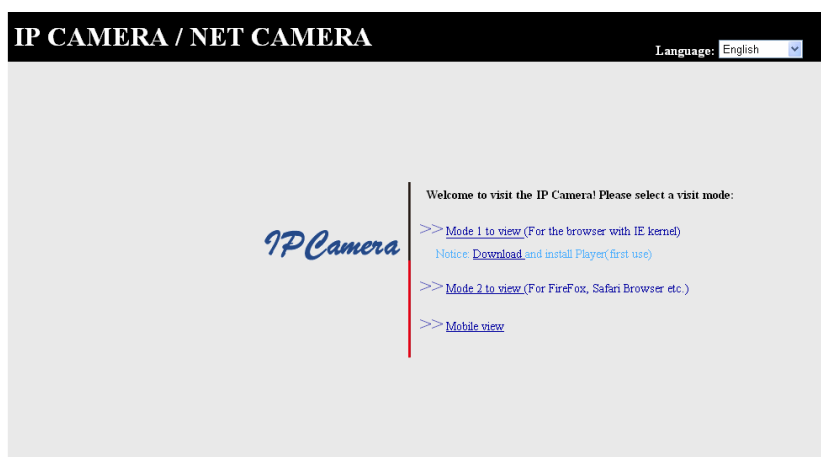 IP CAMERA / NET CAMERA
Language: English
Welcome to visit the IP Camera! Please select a visit mode:
IPCamera
>> Mode 1 to view (For the browser with IE kernel)
Notice: Download and install Player(first use)
>> Mode 2 to view (For FireFox, Safari Browser etc.)
>> Mobile view